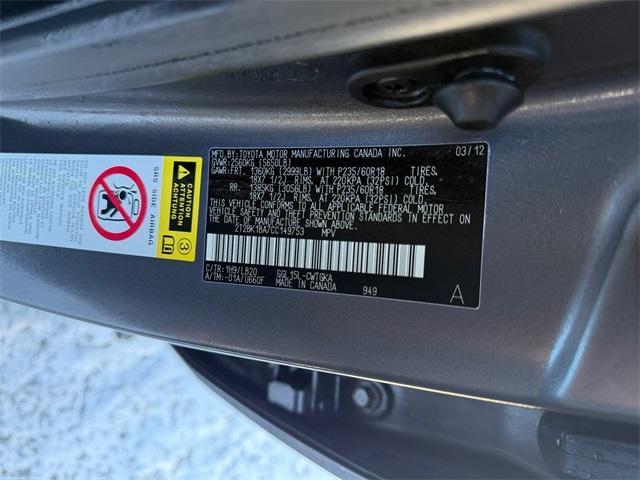 MFD. BY:TOYOTA MOTOR MANUFACTURING CANADA INC. 03/12
GVWR:2560KG (5650LB)
GAWR:FRT. 1360KG (2999LB) WITH P235/60R18 TIRES,
18X7 1/2J RIMS, AT 220KPA (32PSI) COLD.
RR. 1385KG (3056LB) WITH P235/60R18 TIRES,
18X7 1/2J RIMS, AT 220KPA (32PSI) COLD.
THIS VEHICLE CONFORMS TO ALL APPLICABLE FEDERAL MOTOR
VEHICLE SAFETY AND THEFT PREVENTION STANDARDS IN EFFECT ON
THE DATE OF MANUFACTURE SHOWN ABOVE.
2T2BK1BA7CC149753 MPV
C/TR: 1H9/LB20 GGL15L-CWTGKA
A/TM:-01A/U660F MADE IN CANADA 949 A
SRS SIDE AIRBAG
CAUTION
ATTENTION
3